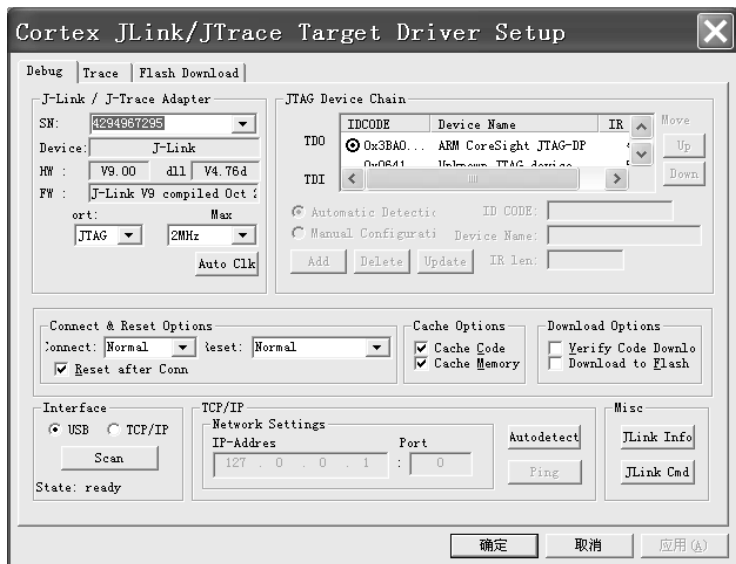 Cortex JLink/JTrace Target Driver Setup
Debug Trace Flash Download
J-Link / J-Trace Adapter
SN: 4294967295
Device: J-Link
HW : V9.00 dll V4.76d
FW : J-Link V9 compiled Oct 2
ort: Max
JTAG 2MHz
Auto Clk
JTAG Device Chain
IDCODE Device Name IR Move
TDO 0x3BA0... ARM CoreSight JTAG-DP Up
0x0641 Unknown JTAG device
TDI Down
Automatic Detectic ID CODE:
Manual Configurati Device Name:
Add Delete Update IR len:
Connect & Reset Options
onnect: Normal eset: Normal
Reset after Conn
Cache Options
Cache Code
Cache Memory
Download Options
Verify Code Downlo
Download to Flash
Interface
USB TCP/IP
Scan
State: ready
TCP/IP
Network Settings
IP-Addres Port
127 . 0 . 0 . 1 : 0
Autodetect
Ping
Misc
JLink Info
JLink Cmd
确定 取消 应用(A)